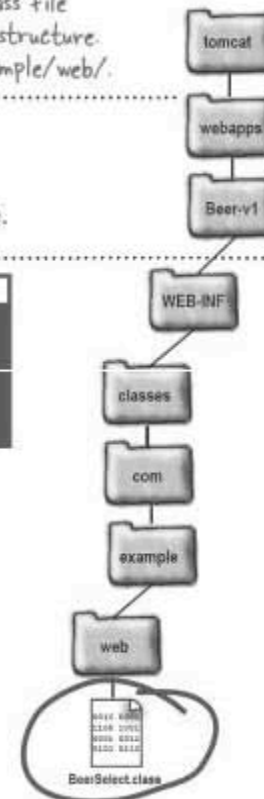 ass file
structure.
mple/web/.
tomcat
webapps
Beer-v1
WEB-INF
classes
com
example
web
BeerSelect.class